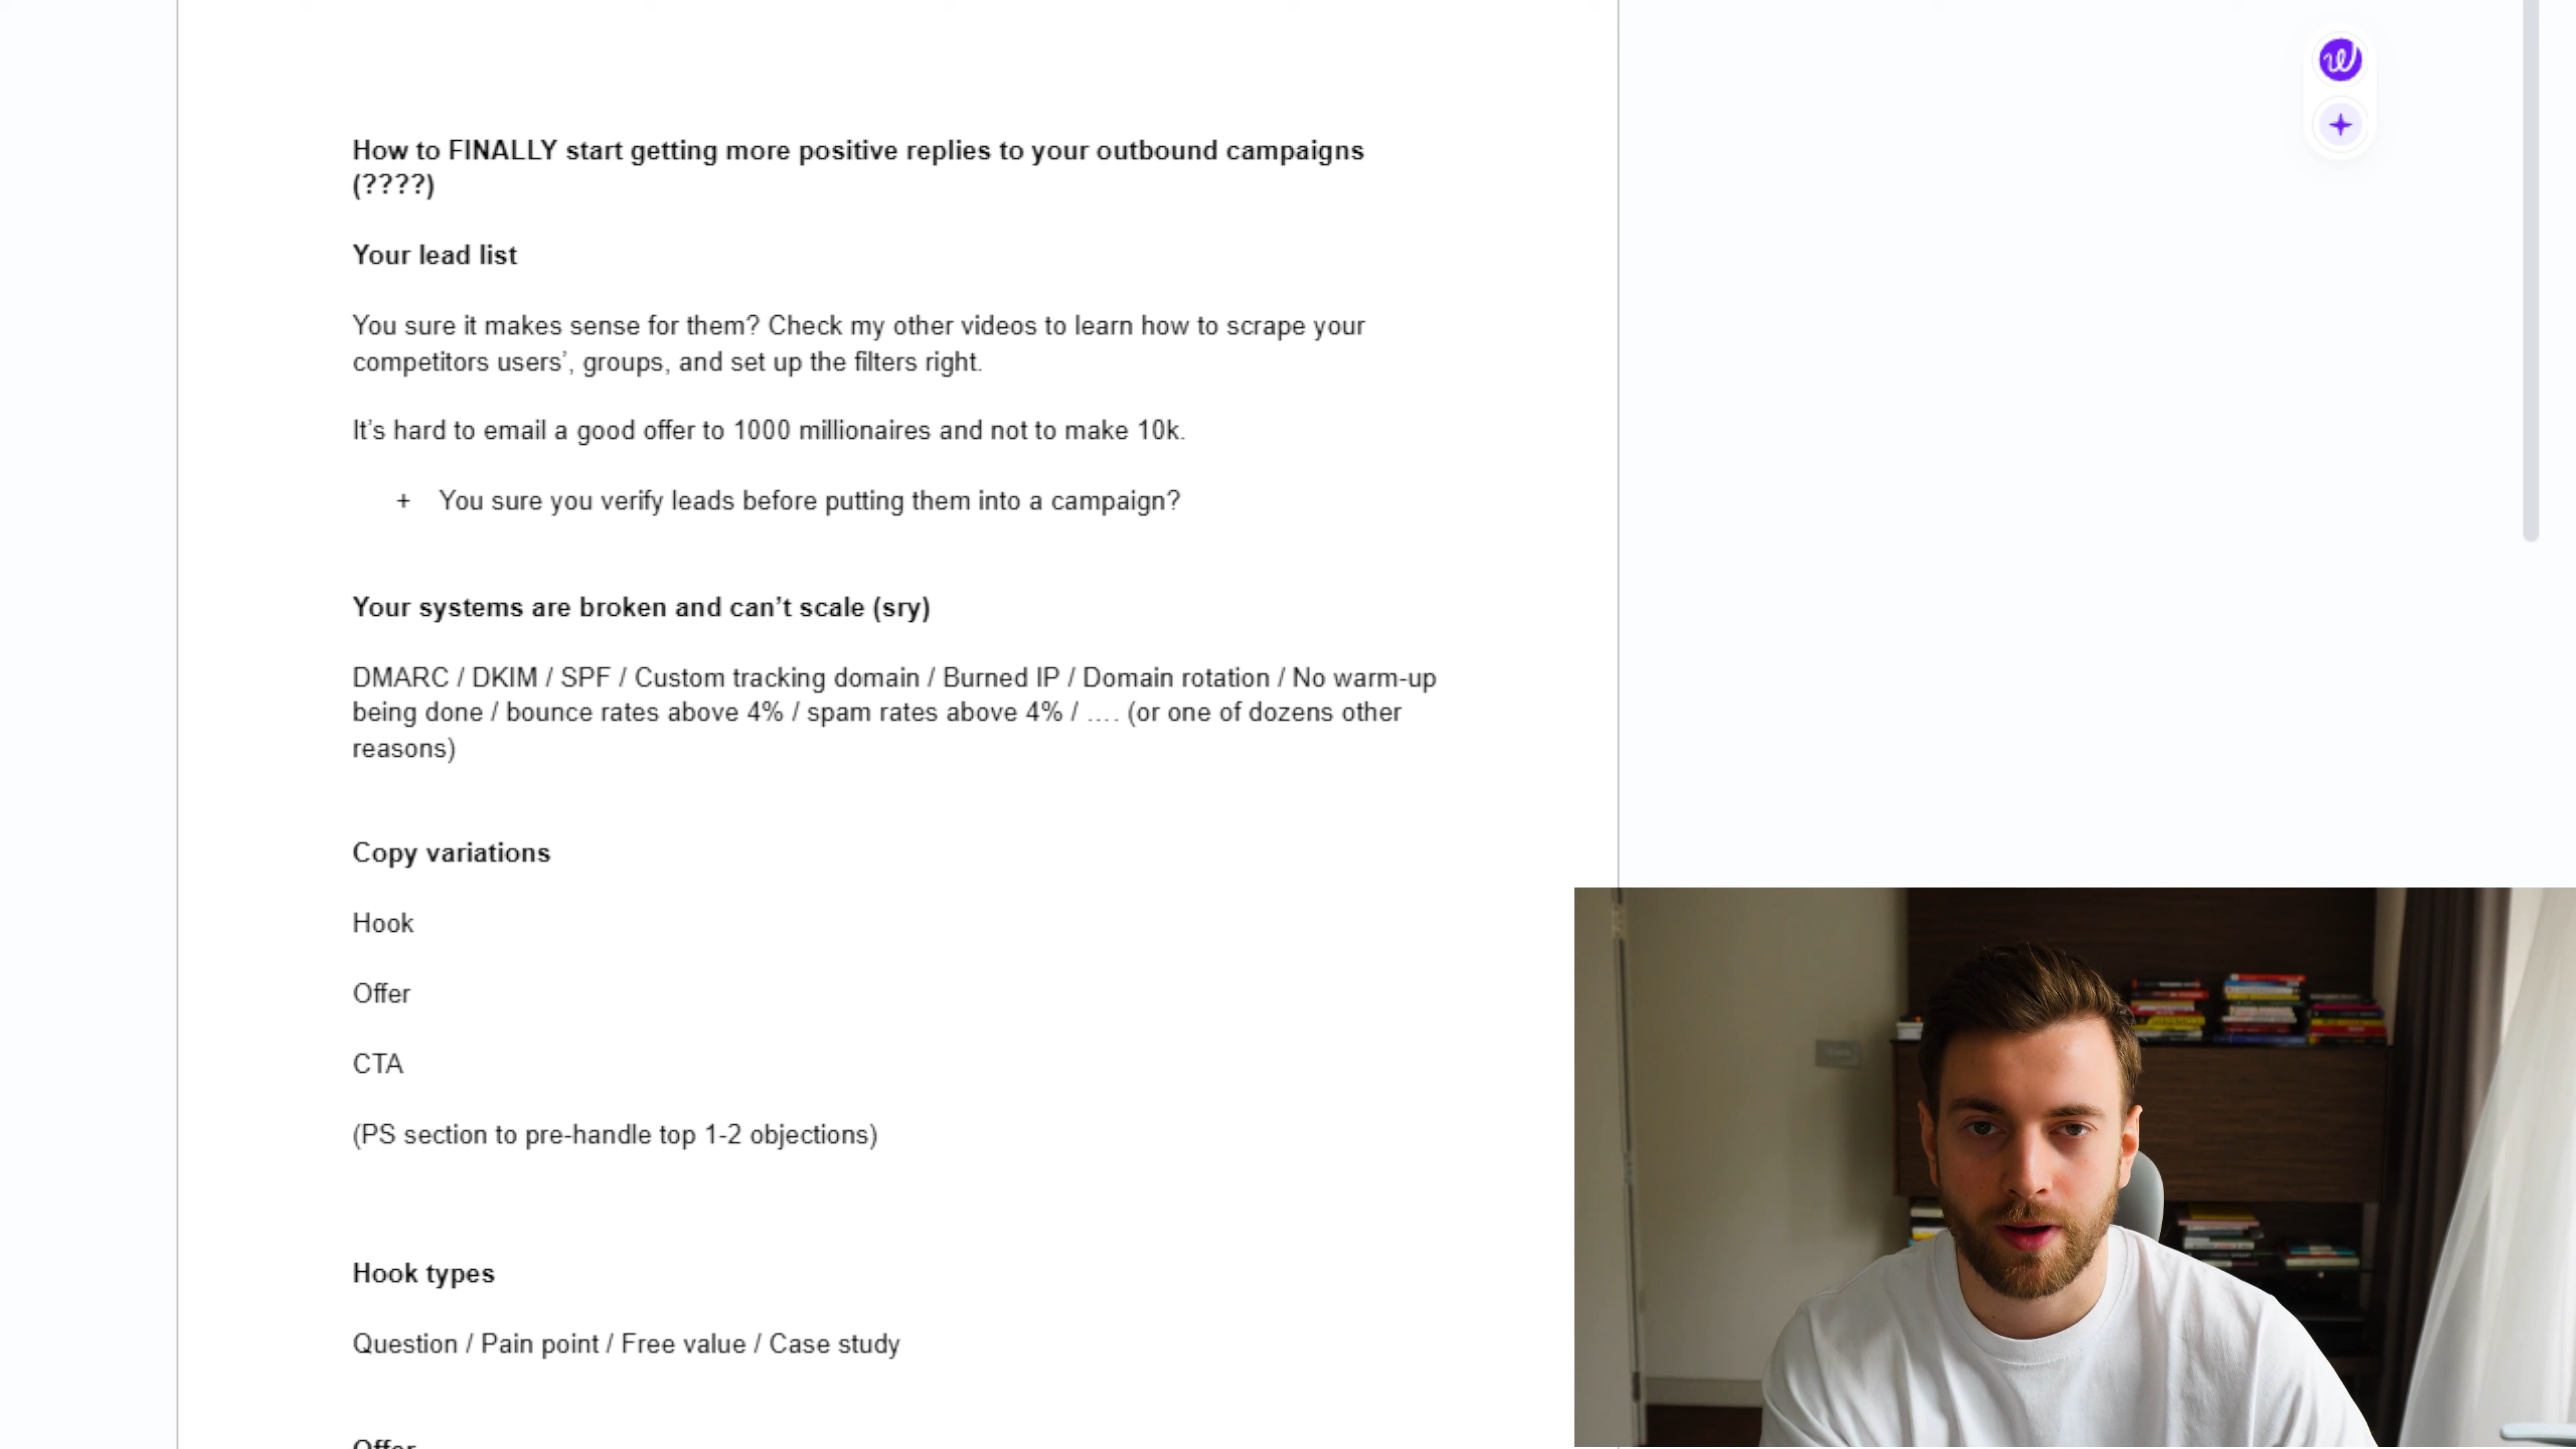 How to FINALLY start getting more positive replies to your outbound campaigns
(????)
Your lead list
You sure it makes sense for them? Check my other videos to learn how to scrape your
competitors users’, groups, and set up the filters right.
It’s hard to email a good offer to 1000 millionaires and not to make 10k.
+ You sure you verify leads before putting them into a campaign?
Your systems are broken and can’t scale (sry)
DMARC / DKIM / SPF / Custom tracking domain / Burned IP / Domain rotation / No warm-up
being done / bounce rates above 4% / spam rates above 4% / .... (or one of dozens other
reasons)
Copy variations
Hook
Offer
CTA
(PS section to pre-handle top 1-2 objections)
Hook types
Question / Pain point / Free value / Case study
Offer